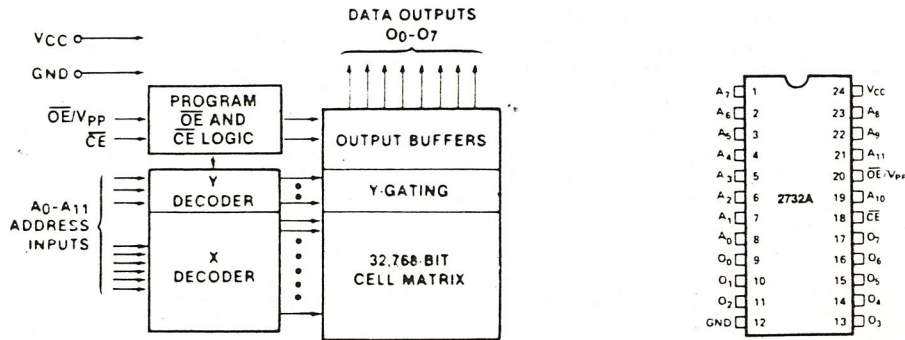 VCC
GND
OE/VPP
CE
PROGRAM
OE AND
CE LOGIC
Y
DECODER
A0-A11
ADDRESS
INPUTS
X
DECODER
DATA OUTPUTS
O0-O7
OUTPUT BUFFERS
Y-GATING
32,768-BIT
CELL MATRIX
A7 1 24 VCC
A6 2 23 A8
A5 3 22 A9
A4 4 21 A11
A3 5 20 OE/VPP
A2 6 2732A 19 A10
A1 7 18 CE
A0 8 17 O7
O0 9 16 O6
O1 10 15 O5
O2 11 14 O4
GND 12 13 O3